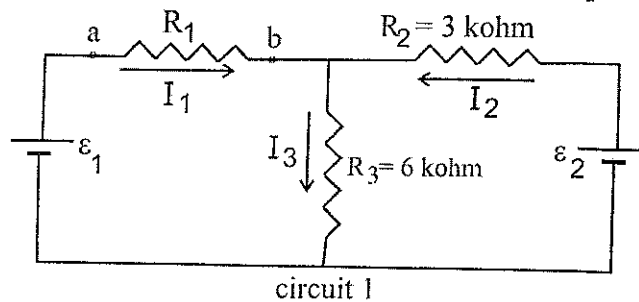 R1 R2 = 3 kohm
a b
I1 I2
ε1 I3 R3 = 6 kohm ε2
circuit 1